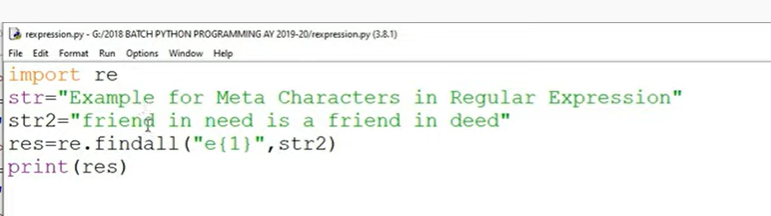 rexpression.py - G:/2018 BATCH PYTHON PROGRAMMING AY 2019-20/rexpression.py (3.8.1)
File Edit Format Run Options Window Help
import re
str="Example for Meta Characters in Regular Expression"
str2="friend in need is a friend in deed"
res=re.findall("e{1}",str2)
print(res)